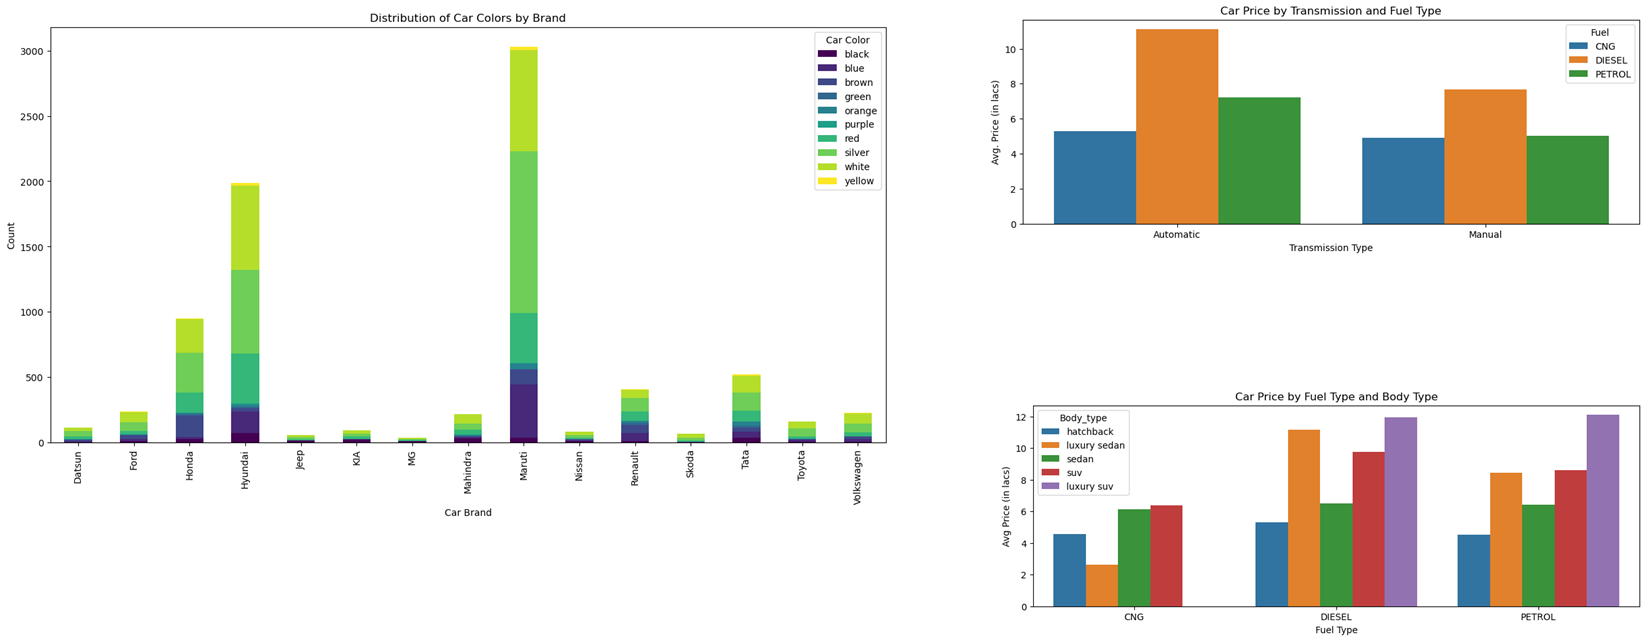 Distribution of Car Colors by Brand
Count
3000
2500
2000
1500
1000
500
0
Car Color
black
blue
brown
green
orange
purple
red
silver
white
yellow
Datsun
Ford
Honda
Hyundai
Jeep
KIA
MG
Mahindra
Maruti
Nissan
Renault
Skoda
Tata
Toyota
Volkswagen
Car Brand
Car Price by Transmission and Fuel Type
Avg. Price (in lacs)
10
8
6
4
2
0
Fuel
CNG
DIESEL
PETROL
Automatic Manual
Transmission Type
Car Price by Fuel Type and Body Type
Avg Price (in lacs)
12
10
8
6
4
2
0
Body_type
hatchback
luxury sedan
sedan
suv
luxury suv
CNG DIESEL PETROL
Fuel Type